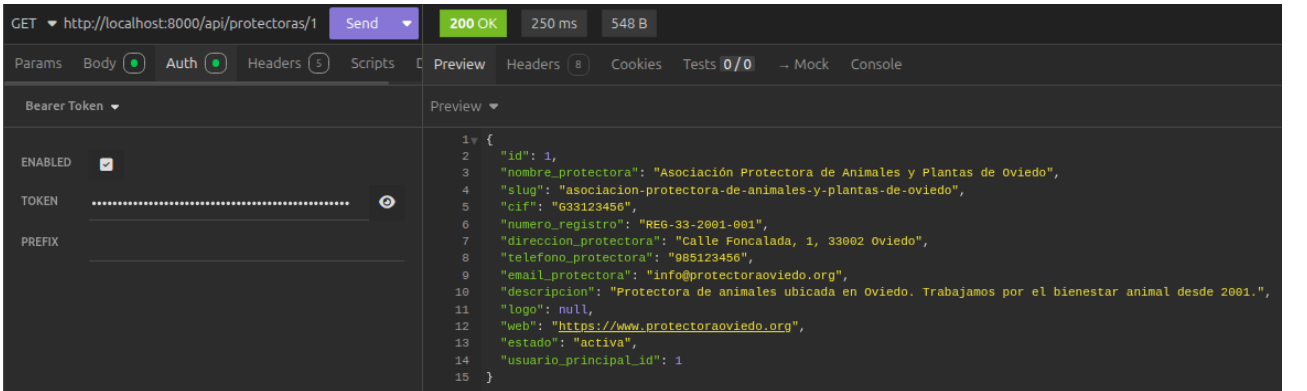 GET http://localhost:8000/api/protectoras/1 Send 200 OK 250 ms 548 B
Params Body Auth Headers 5 Scripts D
Preview Headers 8 Cookies Tests 0 / 0 → Mock Console
Bearer Token
Preview
ENABLED
TOKEN ••••••••••••••••••••••••••••••••••••••••••••••••••
PREFIX
1 {
2 "id": 1,
3 "nombre_protectora": "Asociación Protectora de Animales y Plantas de Oviedo",
4 "slug": "asociacion-protectora-de-animales-y-plantas-de-oviedo",
5 "cif": "G33123456",
6 "numero_registro": "REG-33-2001-001",
7 "direccion_protectora": "Calle Foncalada, 1, 33002 Oviedo",
8 "telefono_protectora": "985123456",
9 "email_protectora": "info@protectoraoviedo.org",
10 "descripcion": "Protectora de animales ubicada en Oviedo. Trabajamos por el bienestar animal desde 2001.",
11 "logo": null,
12 "web": "https://www.protectoraoviedo.org",
13 "estado": "activa",
14 "usuario_principal_id": 1
15 }